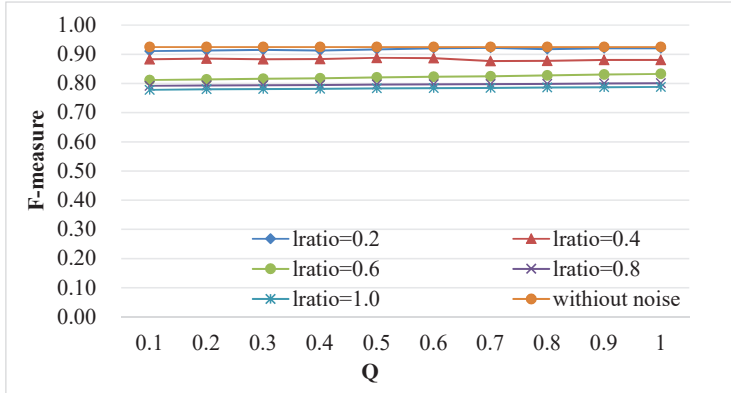 1.00
0.90
0.80
0.70
0.60
0.50
0.40
0.30
0.20
0.10
0.00
F-measure
lratio=0.2 lratio=0.4
lratio=0.6 lratio=0.8
lratio=1.0 withiout noise
0.1 0.2 0.3 0.4 0.5 0.6 0.7 0.8 0.9 1
Q